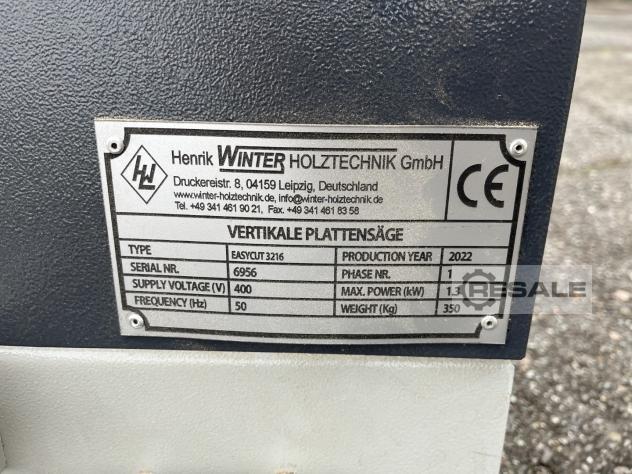 Henrik WINTER HOLZTECHNIK GmbH
Druckereistr. 8, 04159 Leipzig, Deutschland
www.winter-holztechnik.de, info@winter-holztechnik.de
Tel. +49 341 461 90 21, Fax. +49 341 461 83 58
CE
VERTIKALE PLATTENSÄGE
TYPE EASYCUT 3216 PRODUCTION YEAR 2022
SERIAL NR. 6956 PHASE NR. 1
SUPPLY VOLTAGE (V) 400 MAX. POWER (kW) 1.3
FREQUENCY (Hz) 50 WEIGHT (Kg) 350
RESALE